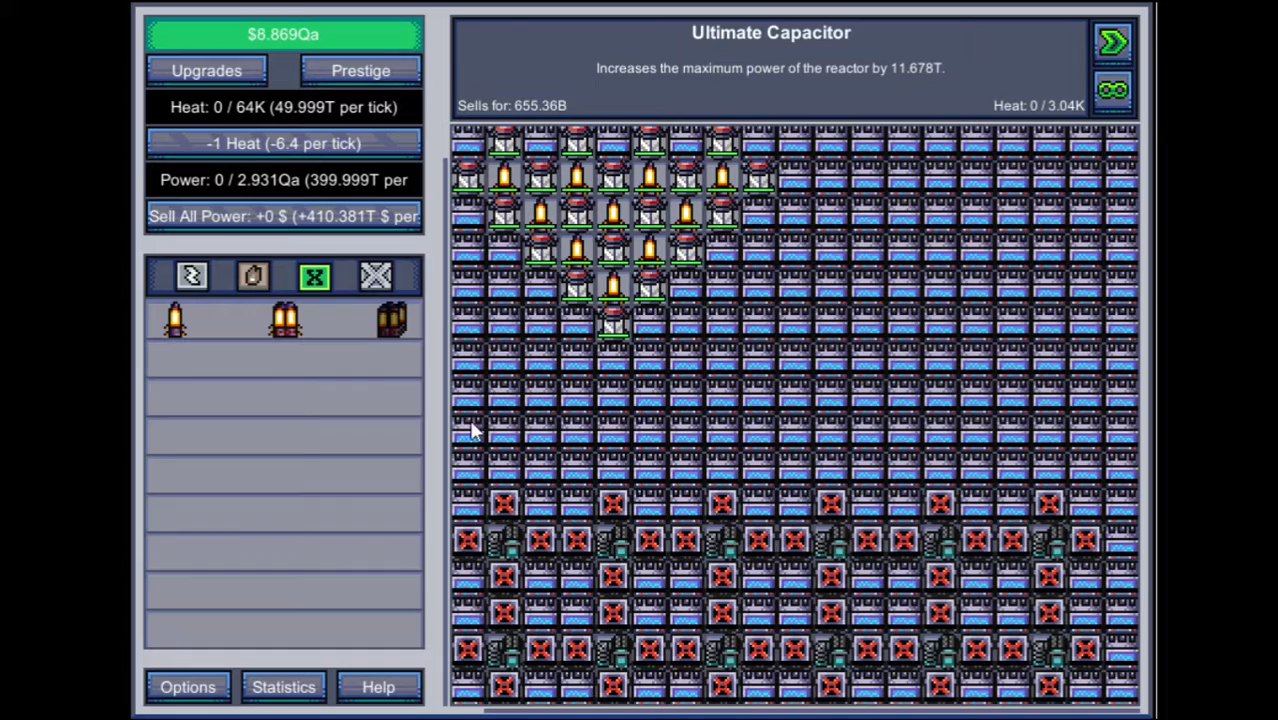 $8.869Qa
Upgrades
Prestige
Heat: 0 / 64K (49.999T per tick)
-1 Heat (-6.4 per tick)
Power: 0 / 2.931Qa (399.999T per
Sell All Power: +0 $ (+410.381T $ per
Ultimate Capacitor
Increases the maximum power of the reactor by 11.678T.
Sells for: 655.36B
Heat: 0 / 3.04K
Options
Statistics
Help